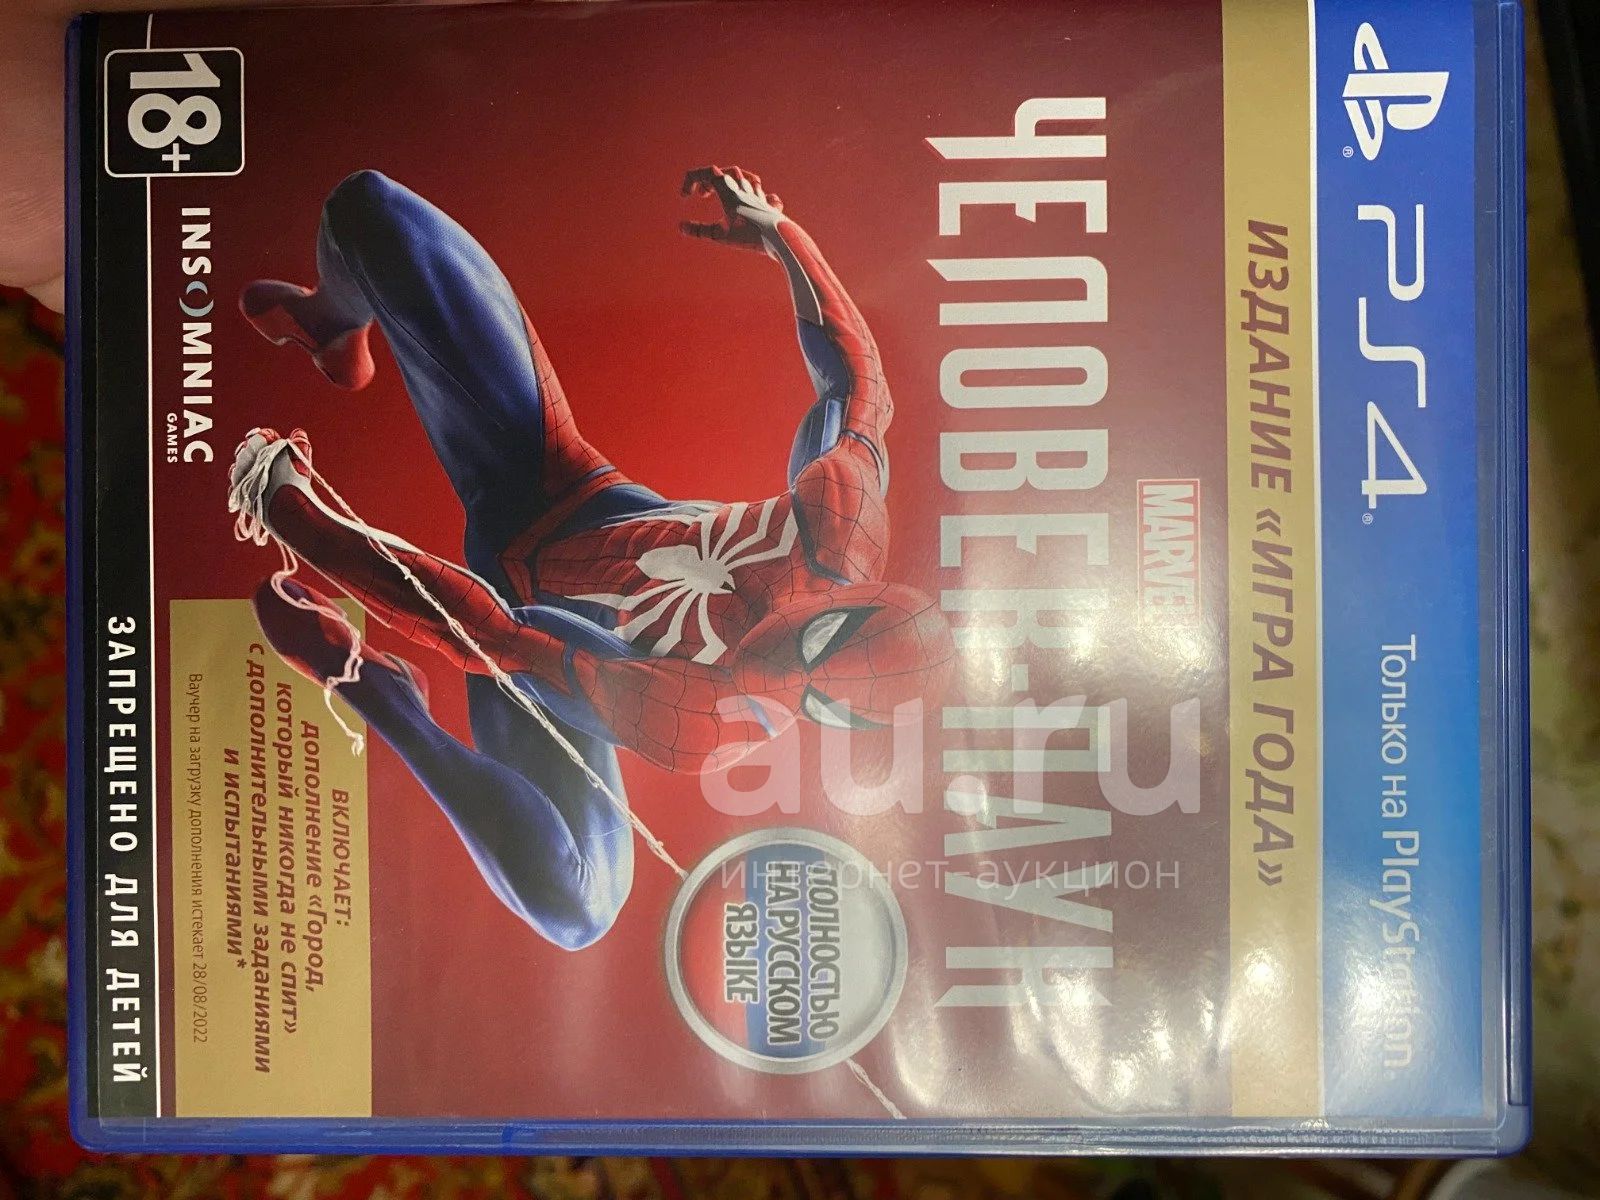 PS4
Только на PlayStation.
ИЗДАНИЕ «ИГРА ГОДА»
MARVEL
ЧЕЛОВЕК-ПАУК
au.ru
интернет-аукцион
ПОЛНОСТЬЮ
НА РУССКОМ
ЯЗЫКЕ
ВКЛЮЧАЕТ:
дополнение «Город,
который никогда не спит»
с дополнительными заданиями
и испытаниями*
Ваучер на загрузку дополнения истекает 28/08/2022
INSOMNIAC
GAMES
18+
ЗАПРЕЩЕНО ДЛЯ ДЕТЕЙ